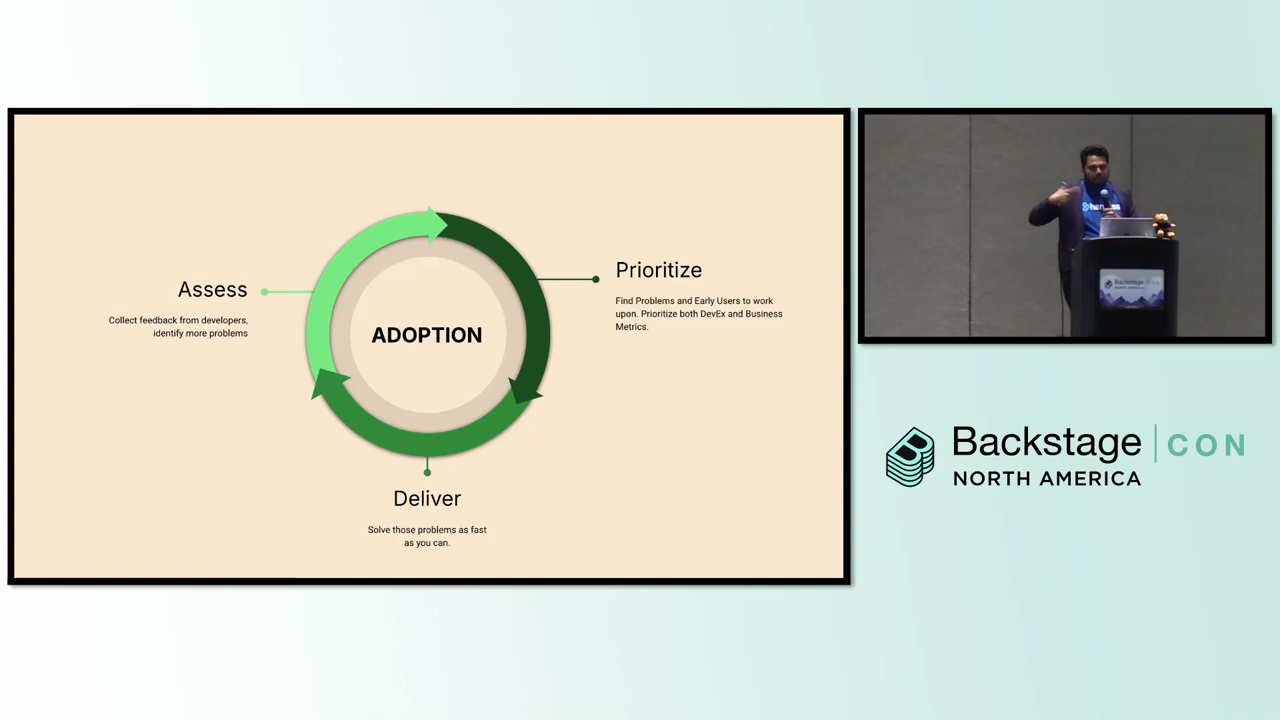 Assess
Collect feedback from developers,
identify more problems
ADOPTION
Prioritize
Find Problems and Early Users to work
upon. Prioritize both DevEx and Business
Metrics.
Deliver
Solve those problems as fast
as you can.
Backstage CON
NORTH AMERICA